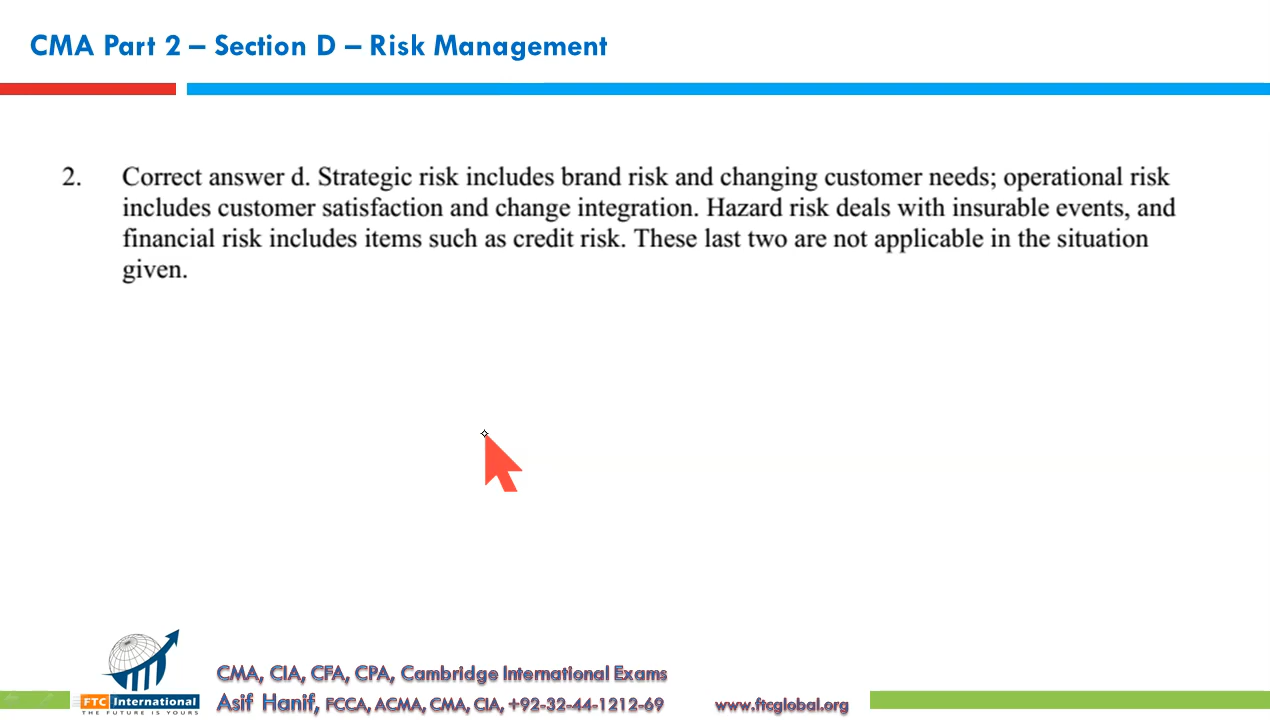 CMA Part 2 – Section D – Risk Management
2. Correct answer d. Strategic risk includes brand risk and changing customer needs; operational risk
includes customer satisfaction and change integration. Hazard risk deals with insurable events, and
financial risk includes items such as credit risk. These last two are not applicable in the situation
given.
CMA, CIA, CFA, CPA, Cambridge International Exams
FTC International
THE FUTURE IS YOURS
Asif Hanif, FCCA, ACMA, CMA, CIA, +92-32-44-1212-69 www.ftcglobal.org